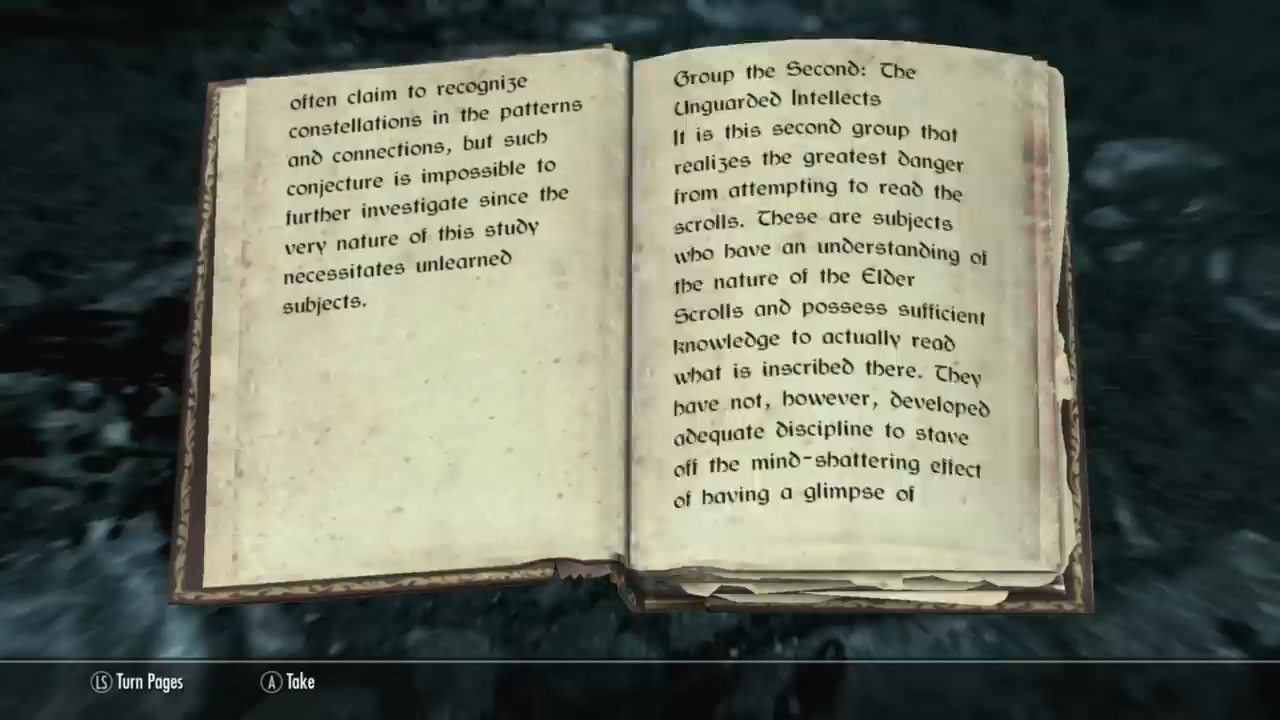 often claim to recognize
constellations in the patterns
and connections, but such
conjecture is impossible to
further investigate since the
very nature of this study
necessitates unlearned
subjects.
Group the Second: The
Unguarded Intellects
It is this second group that
realizes the greatest danger
from attempting to read the
scrolls. These are subjects
who have an understanding of
the nature of the Elder
Scrolls and possess sufficient
knowledge to actually read
what is inscribed there. They
have not, however, developed
adequate discipline to stave
off the mind-shattering effect
of having a glimpse of
LS Turn Pages
A Take